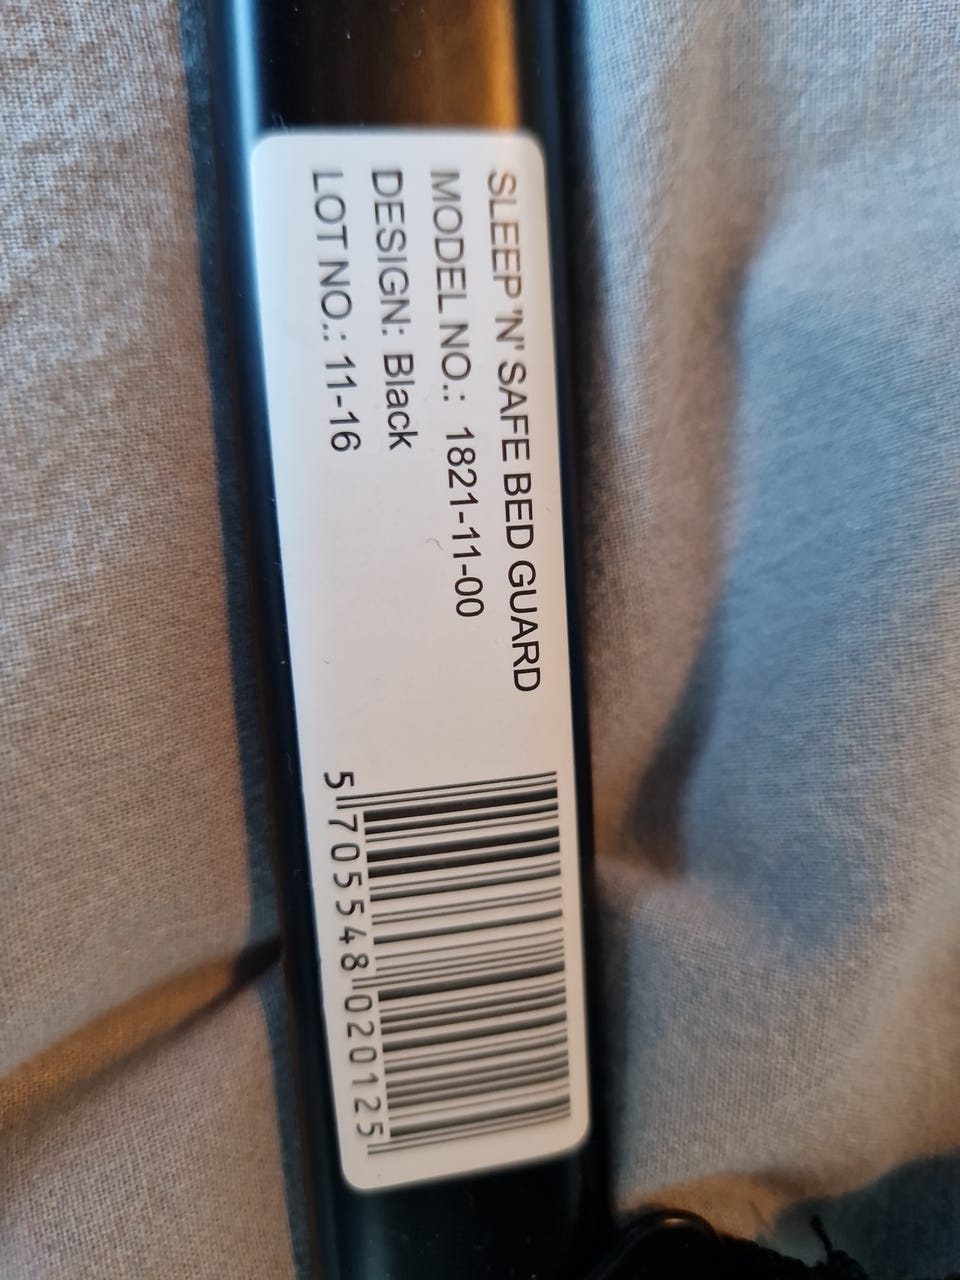 SLEEP 'N' SAFE BED GUARD
MODEL NO.: 1821-11-00
DESIGN: Black
LOT NO.: 11-16
5 705548 020125